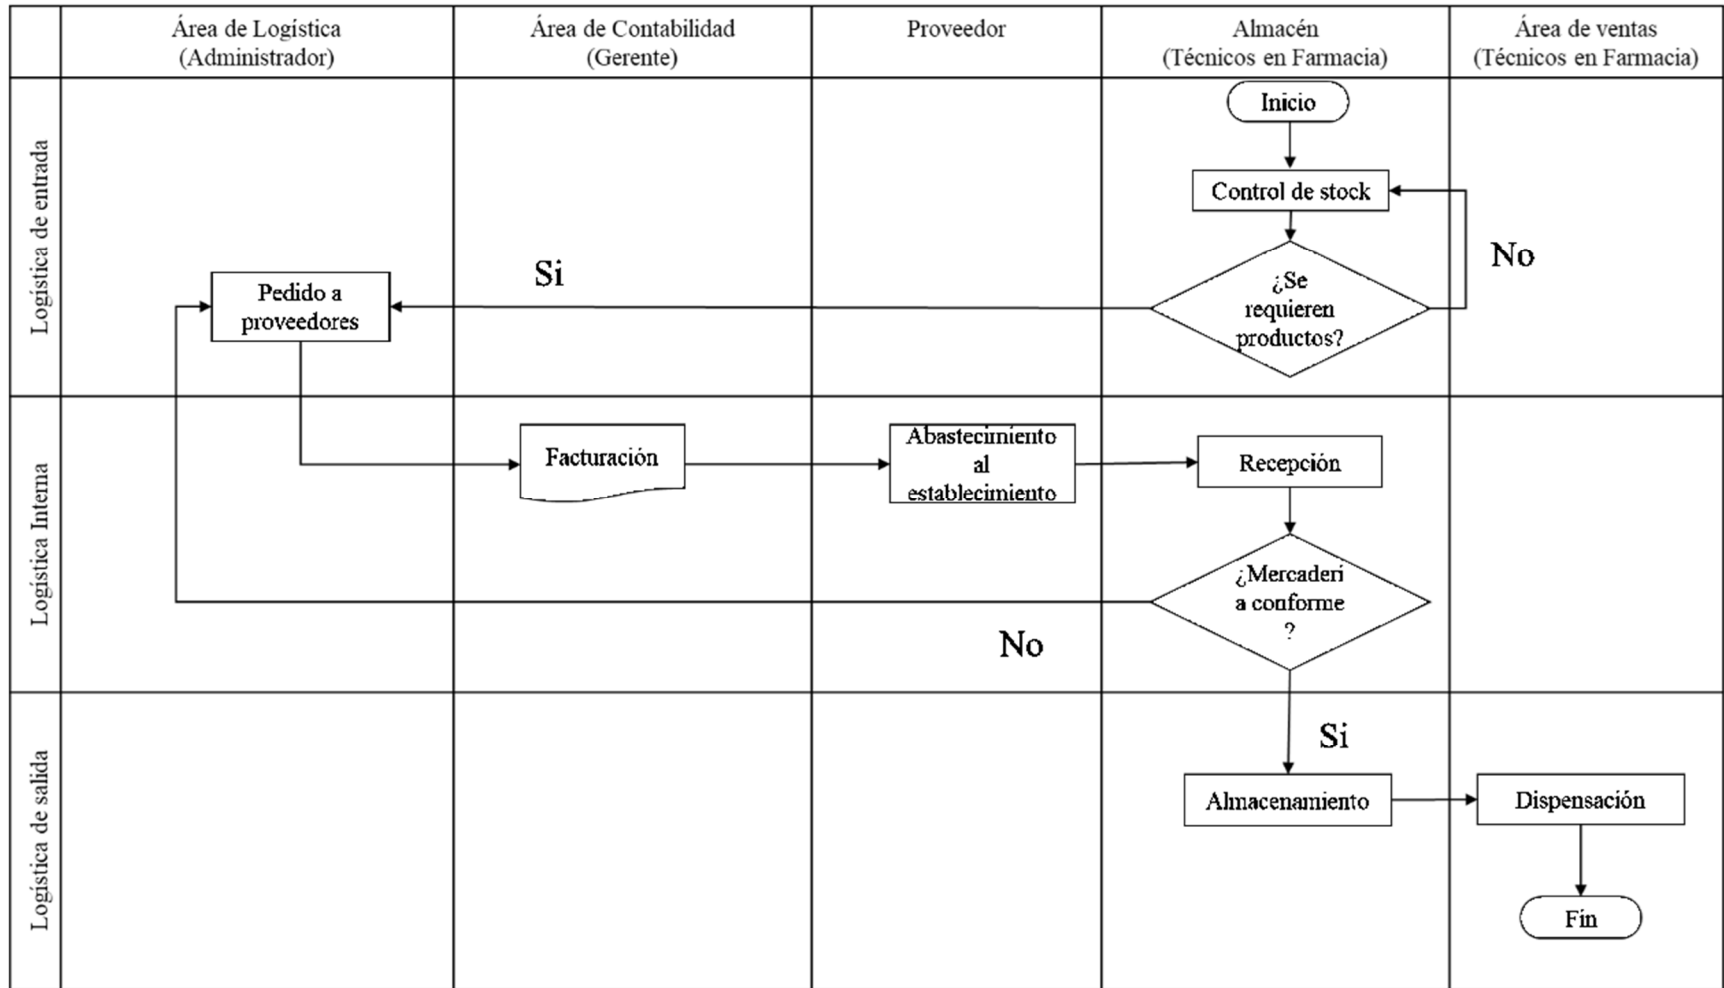 Área de Logística
(Administrador)
Área de Contabilidad
(Gerente)
Proveedor
Almacén
(Técnicos en Farmacia)
Área de ventas
(Técnicos en Farmacia)
Logística de entrada
Inicio
Control de stock
No
¿Se
requieren
productos?
Si
Pedido a
proveedores
Logística Interna
Facturación
Abastecimiento
al
establecimiento
Recepción
¿Mercaderí
a conforme
?
No
Logística de salida
Si
Almacenamiento
Dispensación
Fin